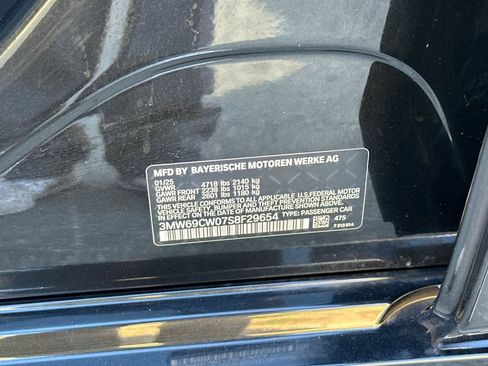 MFD BY BAYERISCHE MOTOREN WERKE AG
01/25
GVWR 4718 lbs 2140 kg
GAWR FRONT 2238 lbs 1015 kg
GAWR REAR 2601 lbs 1180 kg
THIS VEHICLE CONFORMS TO ALL APPLICABLE U.S. FEDERAL MOTOR
VEHICLE SAFETY, BUMPER AND THEFT PREVENTION STANDARDS
IN EFFECT ON THE DATE OF MANUFACTURE SHOWN ABOVE.
3MW69CW07S8F29654 TYPE: PASSENGER CAR
475